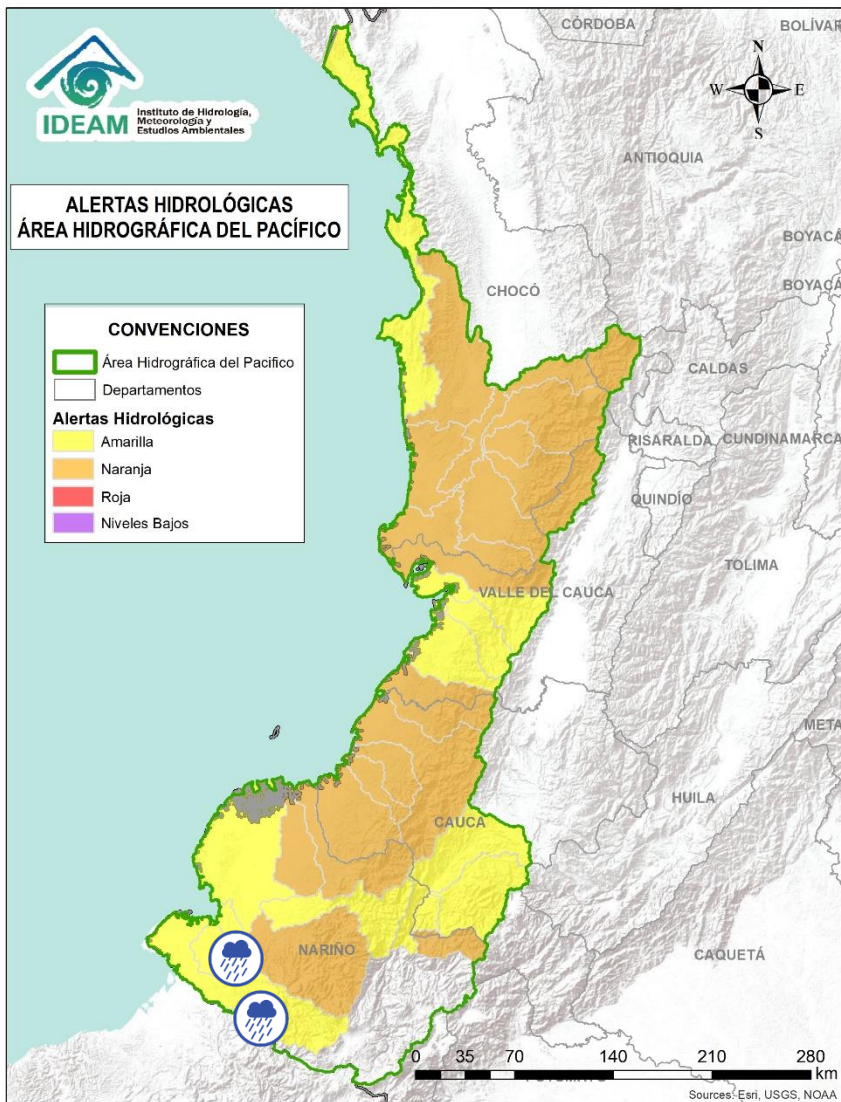 CÓRDOBA
BOLÍVAR
IDEAM
Instituto de Hidrología,
Meteorología y
Estudios Ambientales
N
W
E
S
ANTIOQUIA
ALERTAS HIDROLÓGICAS
ÁREA HIDROGRÁFICA DEL PACÍFICO
BOYACÁ
BOYACÁ
CHOCÓ
CONVENCIONES
Área Hidrográfica del Pacifico
Departamentos
Alertas Hidrológicas
Amarilla
Naranja
Roja
Niveles Bajos
CALDAS
RISARALDA
CUNDINAMARCA
QUINDÍO
TOLIMA
VALLE DEL CAUCA
META
HUILA
CAUCA
NARIÑO
CAQUETÁ
0 35 70 140 210 280
km
Sources: Esri, USGS, NOAA